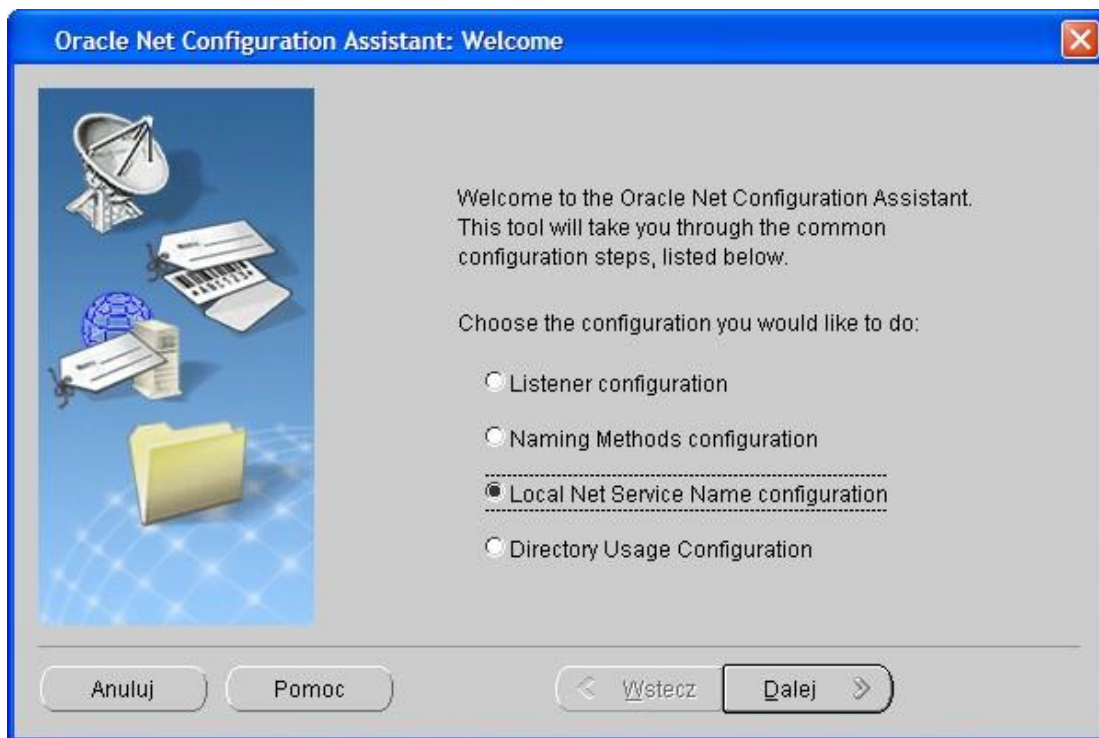 Oracle Net Configuration Assistant: Welcome
Welcome to the Oracle Net Configuration Assistant.
This tool will take you through the common
configuration steps, listed below.
Choose the configuration you would like to do:
Listener configuration
Naming Methods configuration
Local Net Service Name configuration
Directory Usage Configuration
Anuluj
Pomoc
Wstecz
Dalej